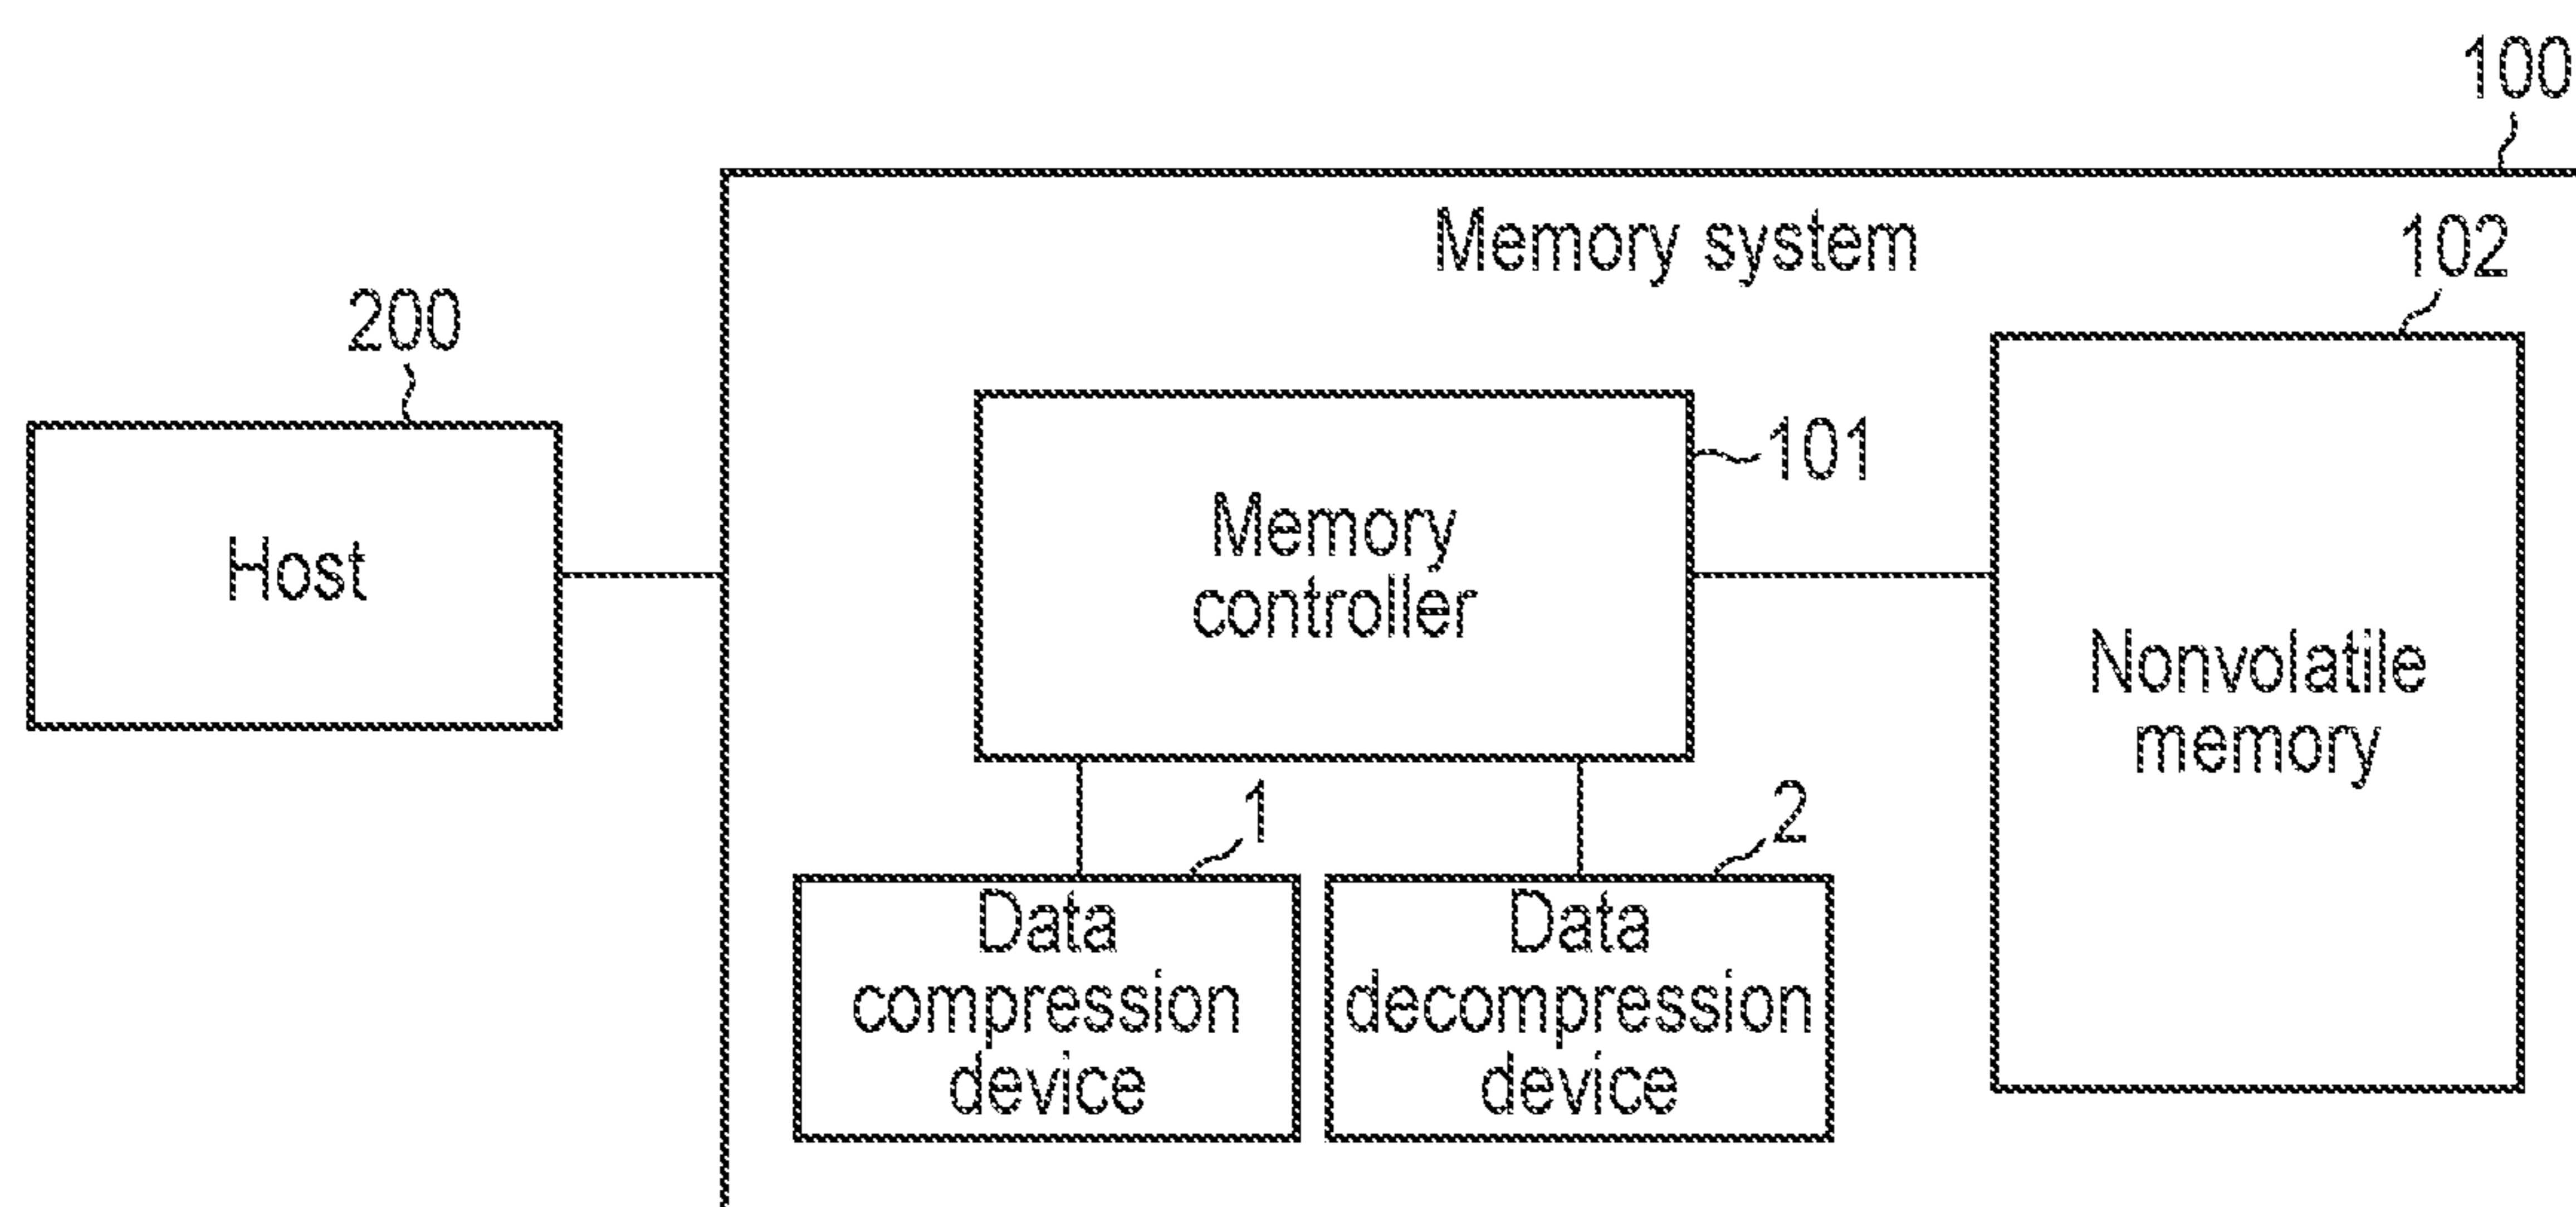 100
Memory system
102
200
101
Host
Memory
controller
Nonvolatile
memory
1
2
Data
compression
device
Data
decompression
device